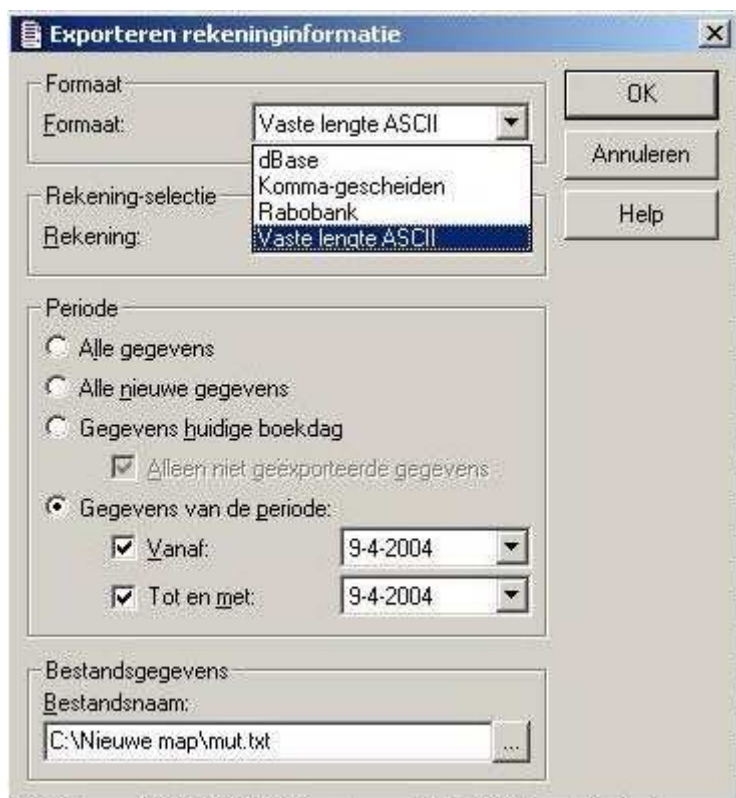 Exporteren rekeninginformatie
Formaat
Formaat:
Vaste lengte ASCII
dBase
Komma-gescheiden
Rabobank
Vaste lengte ASCII
OK
Annuleren
Help
Rekening-selectie
Rekening:
Periode
Alle gegevens
Alle nieuwe gegevens
Gegevens huidige boekdag
Alleen niet geëxporteerde gegevens
Gegevens van de periode:
Vanaf:
9-4-2004
Tot en met:
9-4-2004
Bestandsgegevens
Bestandsnaam:
C:\Nieuwe map\mut.txt
...